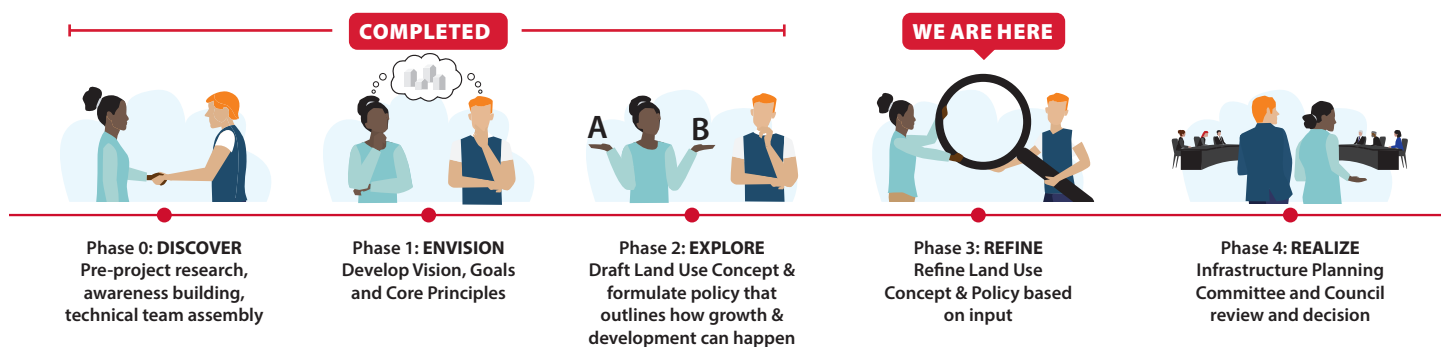 COMPLETED
WE ARE HERE
A
B
Phase 0: DISCOVER
Pre-project research,
awareness building,
technical team assembly
Phase 1: ENVISION
Develop Vision, Goals
and Core Principles
Phase 2: EXPLORE
Draft Land Use Concept &
formulate policy that
outlines how growth &
development can happen
Phase 3: REFINE
Refine Land Use
Concept & Policy based
on input
Phase 4: REALIZE
Infrastructure Planning
Committee and Council
review and decision